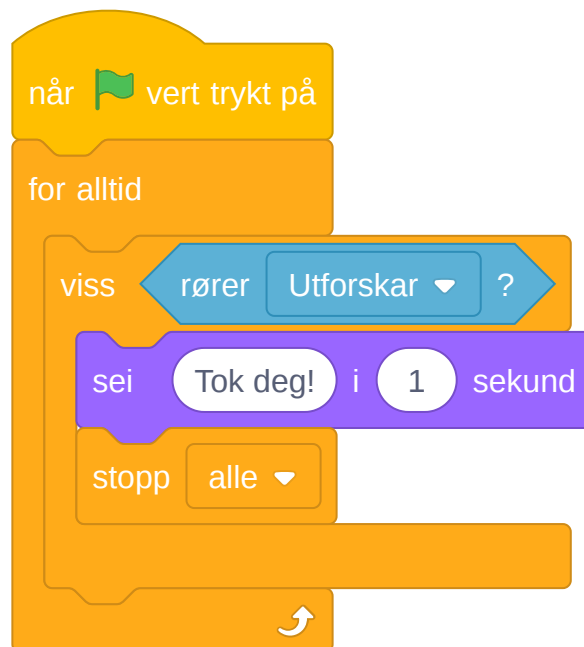 når vert trykt på
for alltid
viss rører Utforskar ?
sei Tok deg! i 1 sekund
stopp alle